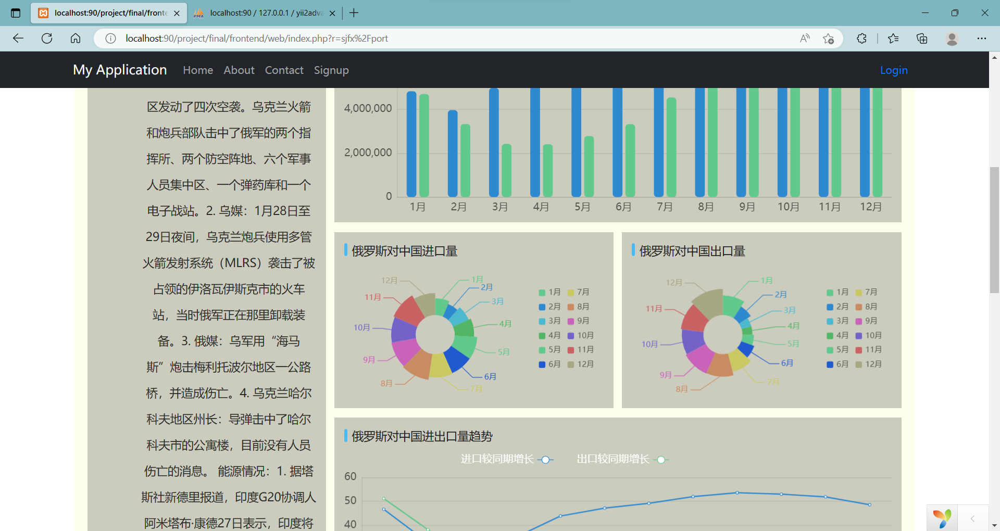 localhost:90/project/final/fronte
localhost:90 / 127.0.0.1 / yii2adva
localhost:90/project/final/frontend/web/index.php?r=sjfx%2Fport
My Application
Home
About
Contact
Signup
Login
区发动了四次空袭。乌克兰火箭
和炮兵部队击中了俄军的两个指
挥所、两个防空阵地、六个军事
人员集中区、一个弹药库和一个
电子战站。2. 乌媒：1月28日至
29日夜间，乌克兰炮兵使用多管
火箭发射系统（MLRS）袭击了被
占领的伊洛瓦伊斯克市的火车
站，当时俄军正在那里卸载装
备。3. 俄媒：乌军用“海马
斯”炮击梅利托波尔地区一公路
桥，并造成伤亡。4. 乌克兰哈尔
科夫地区州长：导弹击中了哈尔
科夫市的公寓楼，目前没有人员
伤亡的消息。 能源情况：1. 据塔
斯社新德里报道，印度G20协调人
阿米塔布·康德27日表示，印度将
4,000,000
2,000,000
0
1月
2月
3月
4月
5月
6月
7月
8月
9月
10月
11月
12月
俄罗斯对中国进口量
12月
1月
2月
11月
3月
4月
10月
5月
9月
6月
8月
7月
1月 7月
2月 8月
3月 9月
4月 10月
5月 11月
6月 12月
俄罗斯对中国出口量
12月
1月
2月
11月
3月
4月
10月
5月
6月
9月
7月
8月
1月 7月
2月 8月
3月 9月
4月 10月
5月 11月
6月 12月
俄罗斯对中国进出口量趋势
进口较同期增长
出口较同期增长
60
50
40